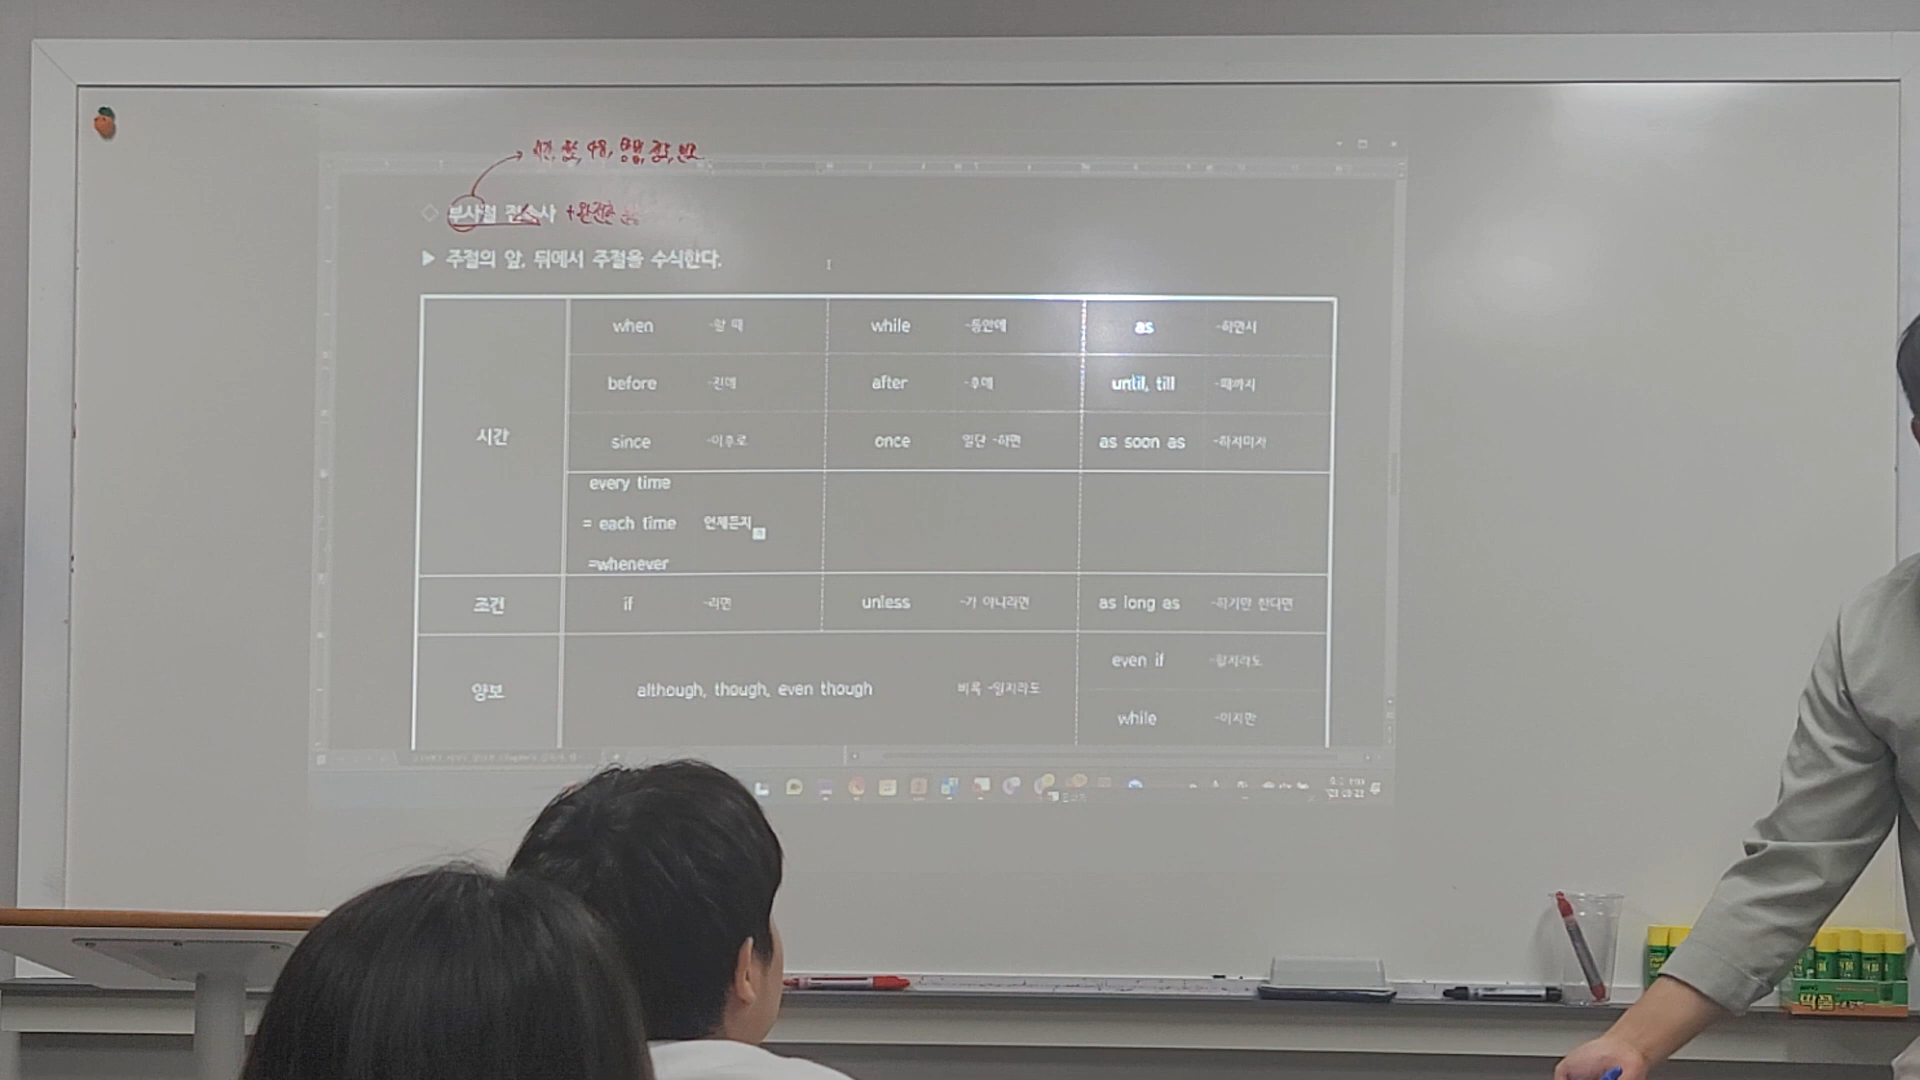 시간,
부사절 접속사 + 완전한
▶ 주절의 앞, 뒤에서 주절을 수식한다.
시간
when -할 때 while -동안에 as -하면서
before -전에 after -후에 until, till -때까지
since -이후로 once 일단 -하면 as soon as -하자마자
every time
= each time 언제든지
=whenever
조건 if -라면 unless -가 아니라면 as long as -하기만 한다면
양보 although, though, even though 비록 -일지라도
even if -할지라도
while -이지만